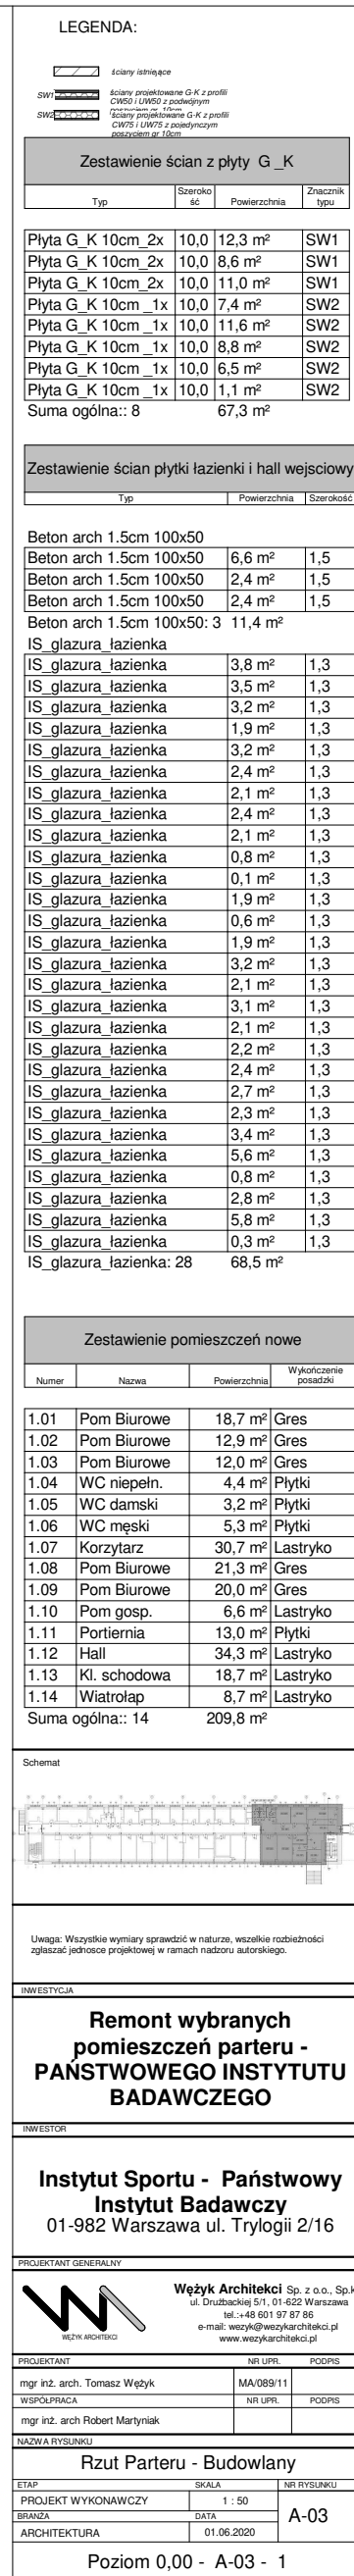 LEGENDA:
ściany istniejące
SW1 ściany projektowane G-K z profili
CW50 i UW50 z podwójnym
poszyciem gr. 10cm
SW2 ściany projektowane G-K z profili
CW75 i UW75 z pojedynczym
poszyciem gr 10cm
Zestawienie ścian z płyty G _K
Typ Szeroko ść Powierzchnia Znacznik typu
Płyta G_K 10cm_2x 10,0 12,3 m² SW1
Płyta G_K 10cm_2x 10,0 8,6 m² SW1
Płyta G_K 10cm_2x 10,0 11,0 m² SW1
Płyta G_K 10cm _1x 10,0 7,4 m² SW2
Płyta G_K 10cm _1x 10,0 11,6 m² SW2
Płyta G_K 10cm _1x 10,0 8,8 m² SW2
Płyta G_K 10cm _1x 10,0 6,5 m² SW2
Płyta G_K 10cm _1x 10,0 1,1 m² SW2
Suma ogólna:: 8 67,3 m²
Zestawienie ścian płytki łazienki i hall wejsciowy
Typ Powierzchnia Szerokość
Beton arch 1.5cm 100x50
Beton arch 1.5cm 100x50 6,6 m² 1,5
Beton arch 1.5cm 100x50 2,4 m² 1,5
Beton arch 1.5cm 100x50 2,4 m² 1,5
Beton arch 1.5cm 100x50: 3 11,4 m²
IS_glazura_łazienka
IS_glazura_łazienka 3,8 m² 1,3
IS_glazura_łazienka 3,5 m² 1,3
IS_glazura_łazienka 3,2 m² 1,3
IS_glazura_łazienka 1,9 m² 1,3
IS_glazura_łazienka 3,2 m² 1,3
IS_glazura_łazienka 2,4 m² 1,3
IS_glazura_łazienka 2,1 m² 1,3
IS_glazura_łazienka 2,4 m² 1,3
IS_glazura_łazienka 2,1 m² 1,3
IS_glazura_łazienka 0,8 m² 1,3
IS_glazura_łazienka 0,1 m² 1,3
IS_glazura_łazienka 1,9 m² 1,3
IS_glazura_łazienka 0,6 m² 1,3
IS_glazura_łazienka 1,9 m² 1,3
IS_glazura_łazienka 3,2 m² 1,3
IS_glazura_łazienka 2,1 m² 1,3
IS_glazura_łazienka 3,1 m² 1,3
IS_glazura_łazienka 2,1 m² 1,3
IS_glazura_łazienka 2,2 m² 1,3
IS_glazura_łazienka 2,4 m² 1,3
IS_glazura_łazienka 2,7 m² 1,3
IS_glazura_łazienka 2,3 m² 1,3
IS_glazura_łazienka 3,4 m² 1,3
IS_glazura_łazienka 5,6 m² 1,3
IS_glazura_łazienka 0,8 m² 1,3
IS_glazura_łazienka 2,8 m² 1,3
IS_glazura_łazienka 5,8 m² 1,3
IS_glazura_łazienka 0,3 m² 1,3
IS_glazura_łazienka: 28 68,5 m²
Zestawienie pomieszczeń nowe
Numer Nazwa Powierzchnia Wykończenie posadzki
1.01 Pom Biurowe 18,7 m² Gres
1.02 Pom Biurowe 12,9 m² Gres
1.03 Pom Biurowe 12,0 m² Gres
1.04 WC niepełn. 4,4 m² Płytki
1.05 WC damski 3,2 m² Płytki
1.06 WC męski 5,3 m² Płytki
1.07 Korzytarz 30,7 m² Lastryko
1.08 Pom Biurowe 21,3 m² Gres
1.09 Pom Biurowe 20,0 m² Gres
1.10 Pom gosp. 6,6 m² Lastryko
1.11 Portiernia 13,0 m² Płytki
1.12 Hall 34,3 m² Lastryko
1.13 Kl. schodowa 18,7 m² Lastryko
1.14 Wiatrołap 8,7 m² Lastryko
Suma ogólna:: 14 209,8 m²
Schemat
Uwaga: Wszystkie wymiary sprawdzić w naturze, wszelkie rozbieżności
zgłaszać jednosce projektowej w ramach nadzoru autorskiego.
INWESTYCJA
Remont wybranych
pomieszczeń parteru -
PAŃSTWOWEGO INSTYTUTU
BADAWCZEGO
INWESTOR
Instytut Sportu - Państwowy
Instytut Badawczy
01-982 Warszawa ul. Trylogii 2/16
PROJEKTANT GENERALNY
WĘŻYK ARCHITEKCI
Wężyk Architekci Sp. z o.o., Sp.k
ul. Drużbackiej 5/1, 01-622 Warszawa
tel.:+48 601 97 87 86
e-mail: wezyk@wezykarchitekci.pl
www.wezykarchitekci.pl
PROJEKTANT NR UPR. PODPIS
mgr inż. arch. Tomasz Wężyk MA/089/11
WSPÓŁPRACA NR UPR. PODPIS
mgr inż. arch Robert Martyniak
NAZWA RYSUNKU
Rzut Parteru - Budowlany
ETAP SKALA NR RYSUNKU
PROJEKT WYKONAWCZY 1 : 50
BRANŻA DATA A-03
ARCHITEKTURA 01.06.2020
Poziom 0,00 - A-03 - 1